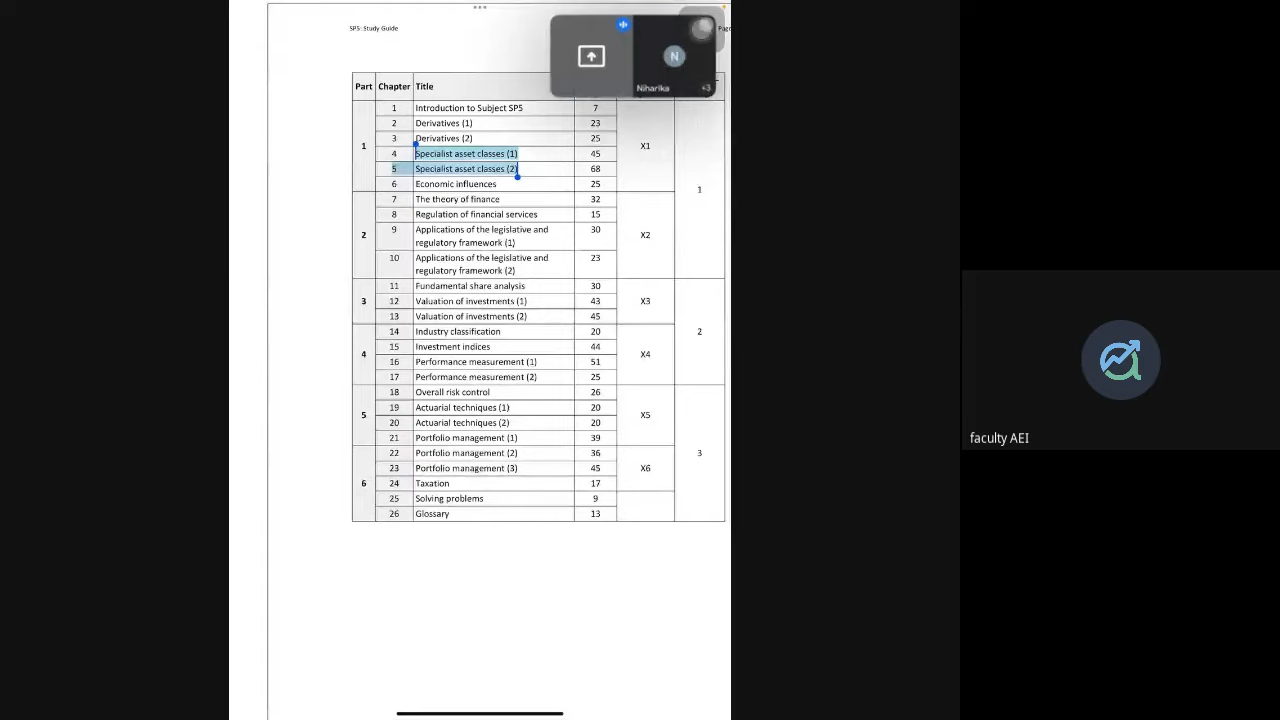 SP5: Study Guide
Page
Niharika
+3
Part Chapter Title
1
1 Introduction to Subject SP5 7
2 Derivatives (1) 23
3 Derivatives (2) 25
4 Specialist asset classes (1) 45
5 Specialist asset classes (2) 68
6 Economic influences 25
X1
1
2
7 The theory of finance 32
8 Regulation of financial services 15
9 Applications of the legislative and 30
regulatory framework (1)
10 Applications of the legislative and 23
regulatory framework (2)
X2
3
11 Fundamental share analysis 30
12 Valuation of investments (1) 43
13 Valuation of investments (2) 45
X3
2
4
14 Industry classification 20
15 Investment indices 44
16 Performance measurement (1) 51
17 Performance measurement (2) 25
X4
5
18 Overall risk control 26
19 Actuarial techniques (1) 20
20 Actuarial techniques (2) 20
21 Portfolio management (1) 39
X5
3
6
22 Portfolio management (2) 36
23 Portfolio management (3) 45
24 Taxation 17
X6
25 Solving problems 9
26 Glossary 13
N
faculty AEI